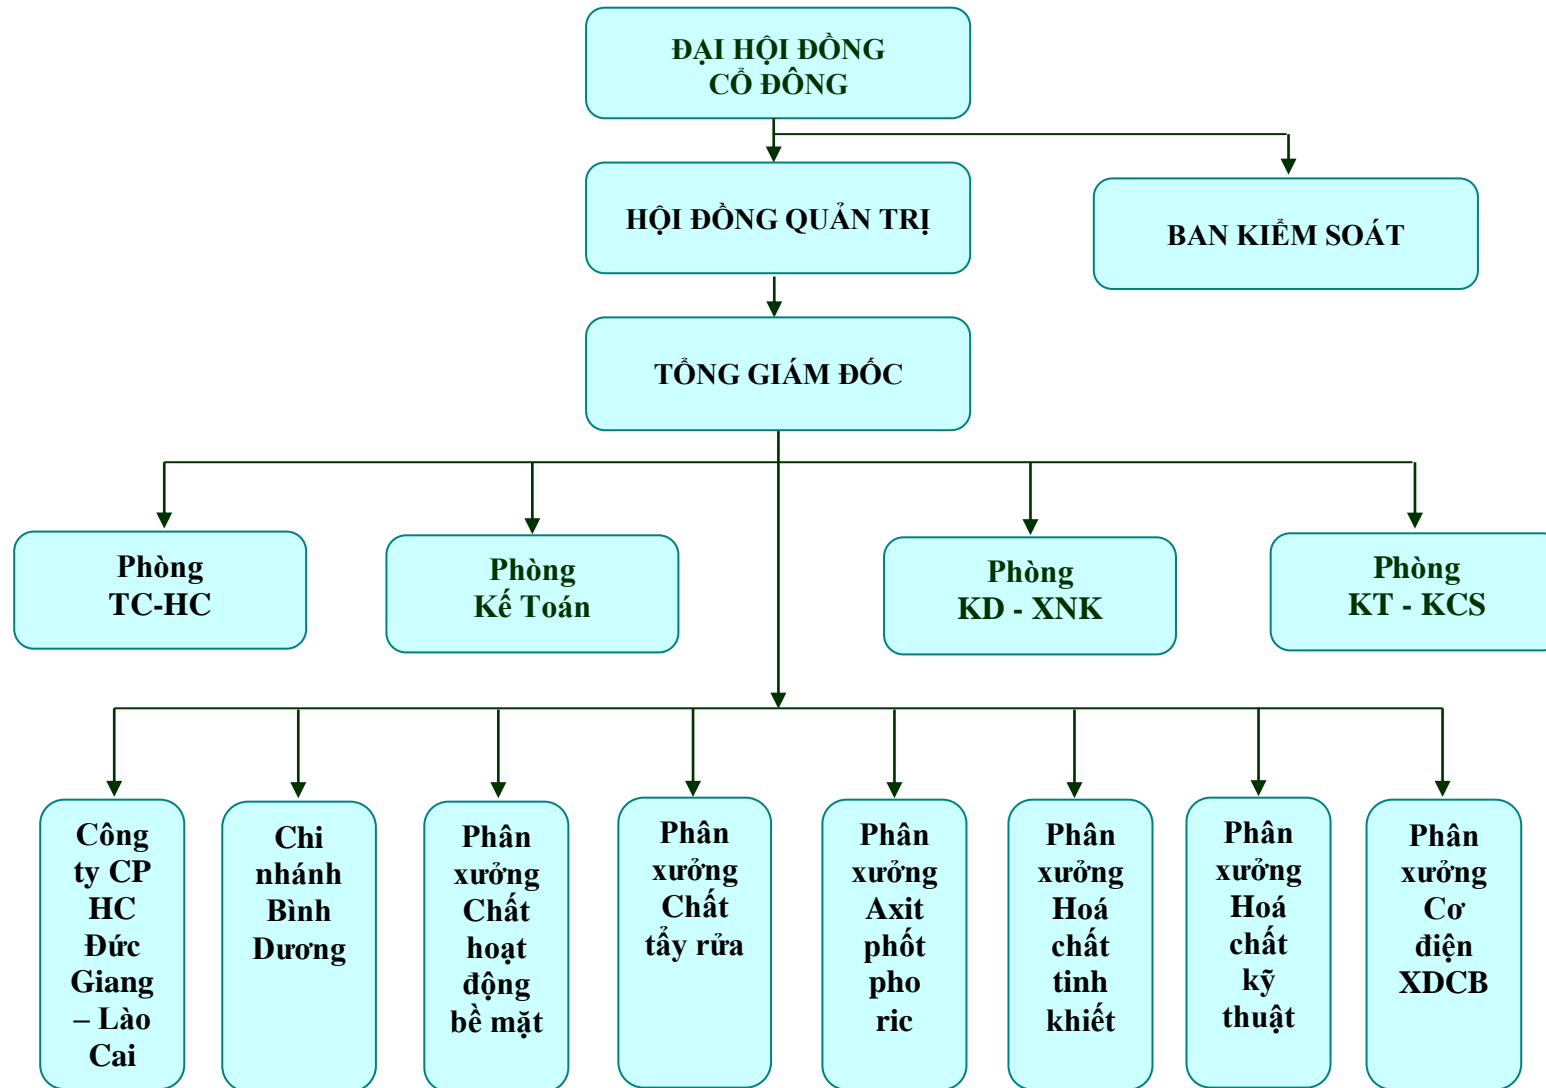 ĐẠI HỘI ĐỒNG
CỔ ĐÔNG
HỘI ĐỒNG QUẢN TRỊ
BAN KIỂM SOÁT
TỔNG GIÁM ĐỐC
Phòng
TC-HC
Phòng
Kế Toán
Phòng
KD - XNK
Phòng
KT - KCS
Công
ty CP
HC
Đức
Giang
– Lào
Cai
Chi
nhánh
Bình
Dương
Phân
xưởng
Chất
hoạt
động
bề mặt
Phân
xưởng
Chất
tẩy rửa
Phân
xưởng
Axit
phốt
pho
ric
Phân
xưởng
Hoá
chất
tinh
khiết
Phân
xưởng
Hoá
chất
kỹ
thuật
Phân
xưởng
Cơ
điện
XDCB